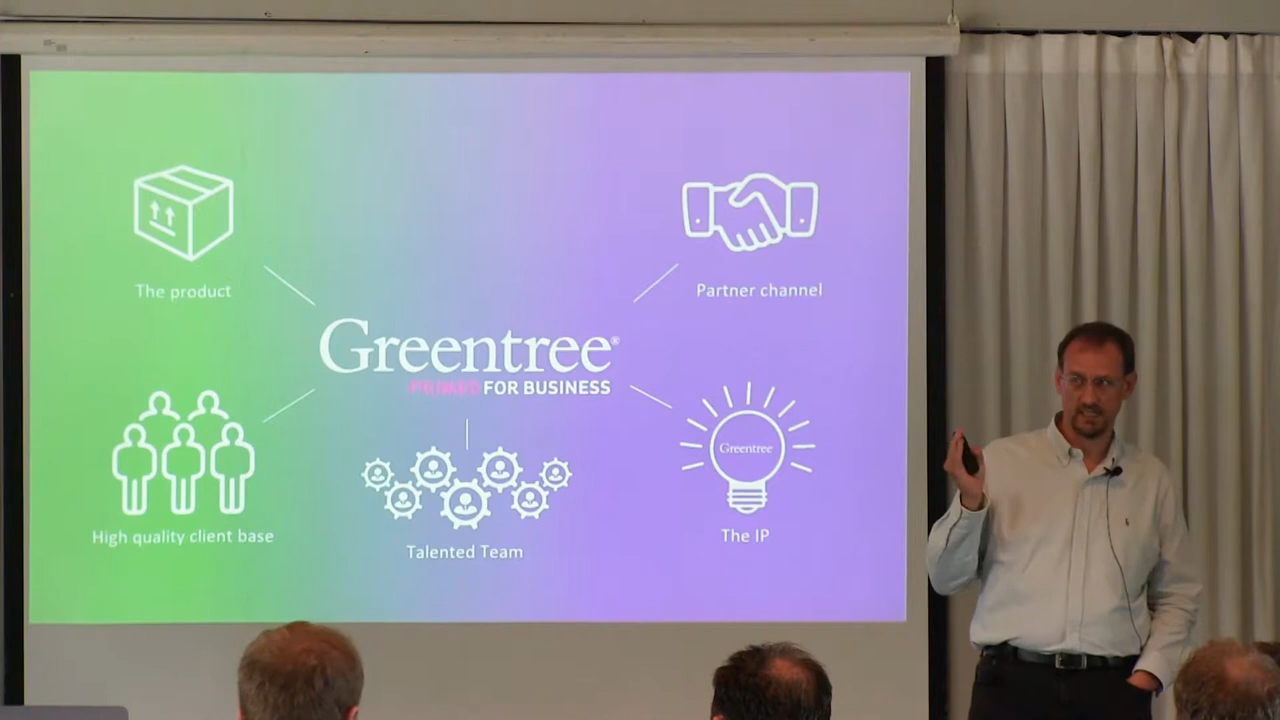 The product
Partner channel
Greentree®
PRIMED FOR BUSINESS
Greentree
High quality client base
Talented Team
The IP